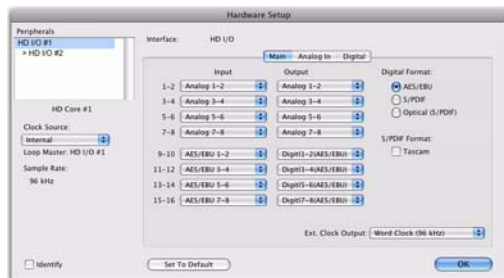 Hardware Setup
Peripherals
HD I/O #1
> HD I/O #2
HD Core #1
Clock Source:
Internal
Loop Master: HD I/O #1
Sample Rate:
96 kHz
Identify
Interface: HD I/O
Main Analog In Digital
Input Output
1-2 Analog 1-2 Analog 1-2
3-4 Analog 3-4 Analog 3-4
5-6 Analog 5-6 Analog 5-6
7-8 Analog 7-8 Analog 7-8
9-10 AES/EBU 1-2 Digitl1-2(AES/EBU)
11-12 AES/EBU 3-4 Digitl3-4(AES/EBU)
13-14 AES/EBU 5-6 Digitl5-6(AES/EBU)
15-16 AES/EBU 7-8 Digitl7-8(AES/EBU)
Digital Format:
AES/EBU
S/PDIF
Optical (S/PDIF)
S/PDIF Format:
Tascam
Ext. Clock Output: Word Clock (96 kHz)
Set To Default
OK